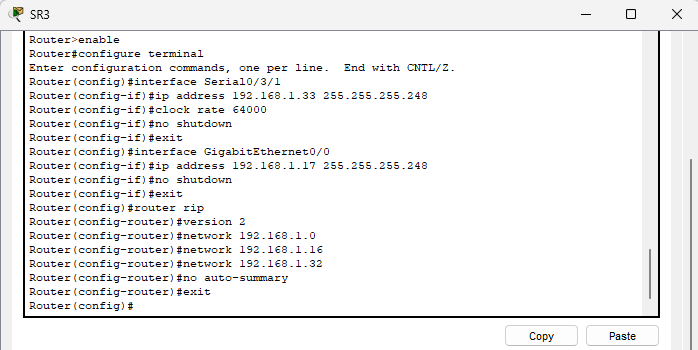 SR3
Router>enable
Router#configure terminal
Enter configuration commands, one per line.  End with CNTL/Z.
Router(config)#interface Serial0/3/1
Router(config-if)#ip address 192.168.1.33 255.255.255.248
Router(config-if)#clock rate 64000
Router(config-if)#no shutdown
Router(config-if)#exit
Router(config)#interface GigabitEthernet0/0
Router(config-if)#ip address 192.168.1.17 255.255.255.248
Router(config-if)#no shutdown
Router(config-if)#exit
Router(config)#router rip
Router(config-router)#version 2
Router(config-router)#network 192.168.1.0
Router(config-router)#network 192.168.1.16
Router(config-router)#network 192.168.1.32
Router(config-router)#no auto-summary
Router(config-router)#exit
Router(config)#
Copy Paste